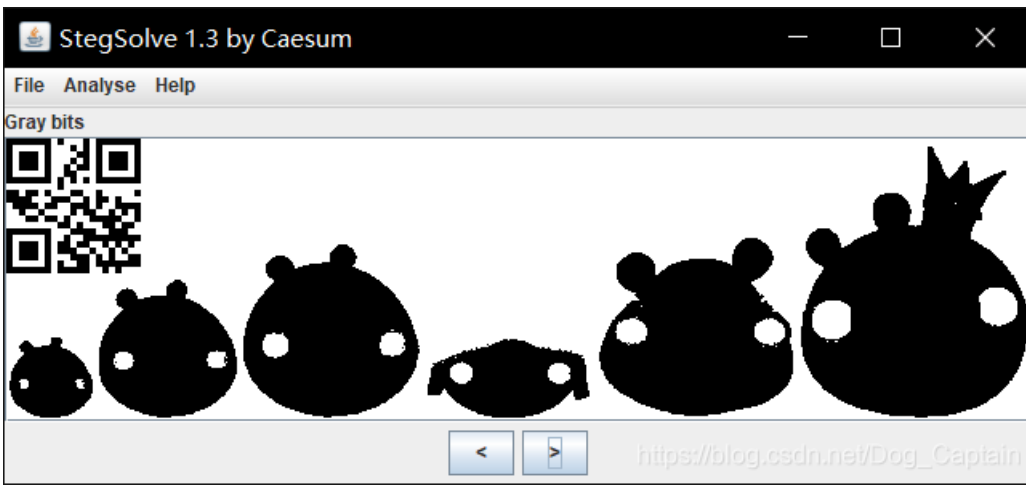 StegSolve 1.3 by Caesum
File Analyse Help
Gray bits
< >
https://blog.csdn.net/Dog_Captain